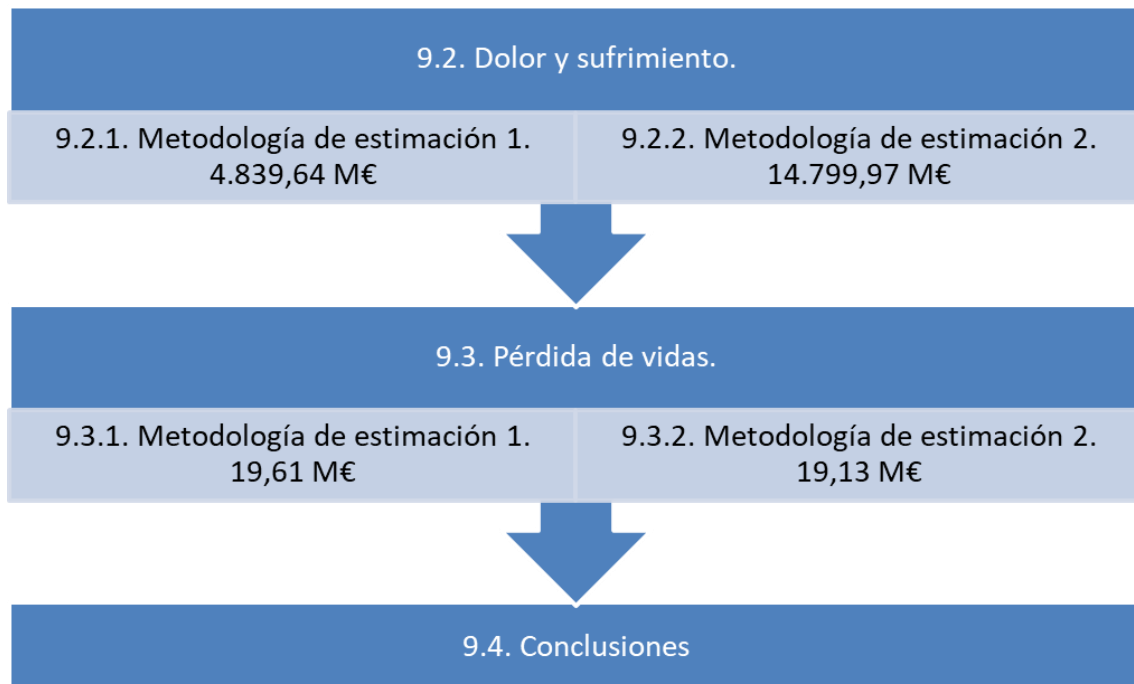 9.2. Dolor y sufrimiento.
9.2.1. Metodología de estimación 1.
4.839,64 M€
9.2.2. Metodología de estimación 2.
14.799,97 M€
9.3. Pérdida de vidas.
9.3.1. Metodología de estimación 1.
19,61 M€
9.3.2. Metodología de estimación 2.
19,13 M€
9.4. Conclusiones